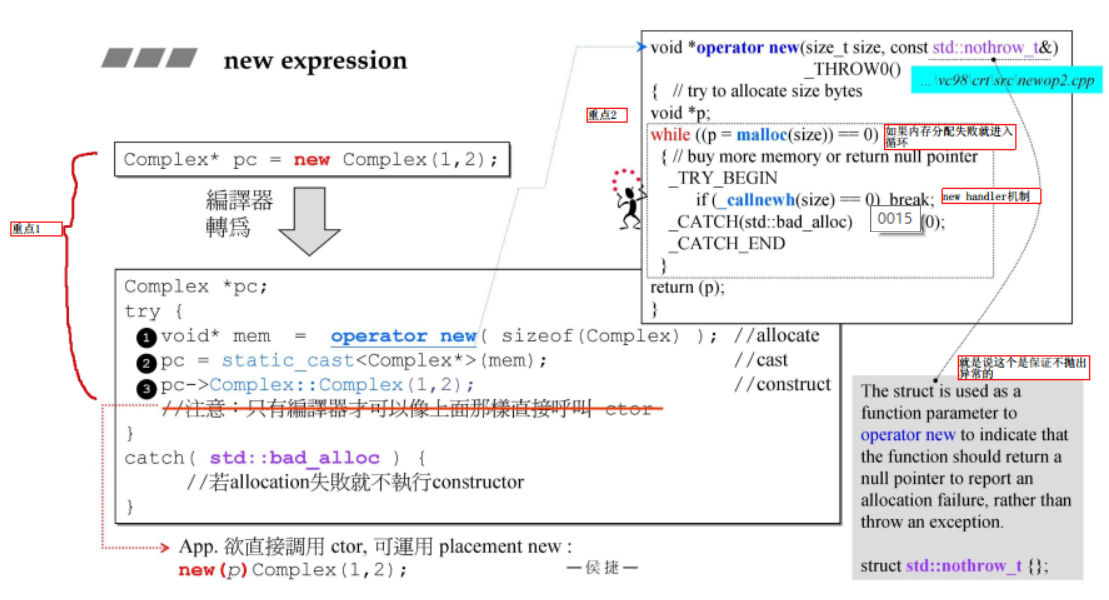 new expression
Complex* pc = new Complex(1,2);
編譯器
轉爲
重点1
Complex *pc;
try {
❶ void* mem = operator new( sizeof(Complex) ); //allocate
❷ pc = static_cast<Complex*>(mem); //cast
❸ pc->Complex::Complex(1,2); //construct
//注意：只有編譯器才可以像上面那樣直接呼叫 ctor
}
catch( std::bad_alloc ) {
//若allocation失敗就不執行constructor
}
App. 欲直接調用 ctor, 可運用 placement new :
new(p)Complex(1,2);
—侯捷—
void *operator new(size_t size, const std::nothrow_t&)
_THROW0()
...\vc98\crt\src\newop2.cpp
{ // try to allocate size bytes
void *p;
重点2
while ((p = malloc(size)) == 0)
如果内存分配失败就进入
循环
{ // buy more memory or return null pointer
_TRY_BEGIN
if (_callnewh(size) == 0) break;
new handler机制
_CATCH(std::bad_alloc) (0);
0015
_CATCH_END
}
return (p);
}
就是说这个是保证不抛出
异常的
The struct is used as a
function parameter to
operator new to indicate that
the function should return a
null pointer to report an
allocation failure, rather than
throw an exception.
struct std::nothrow_t {};